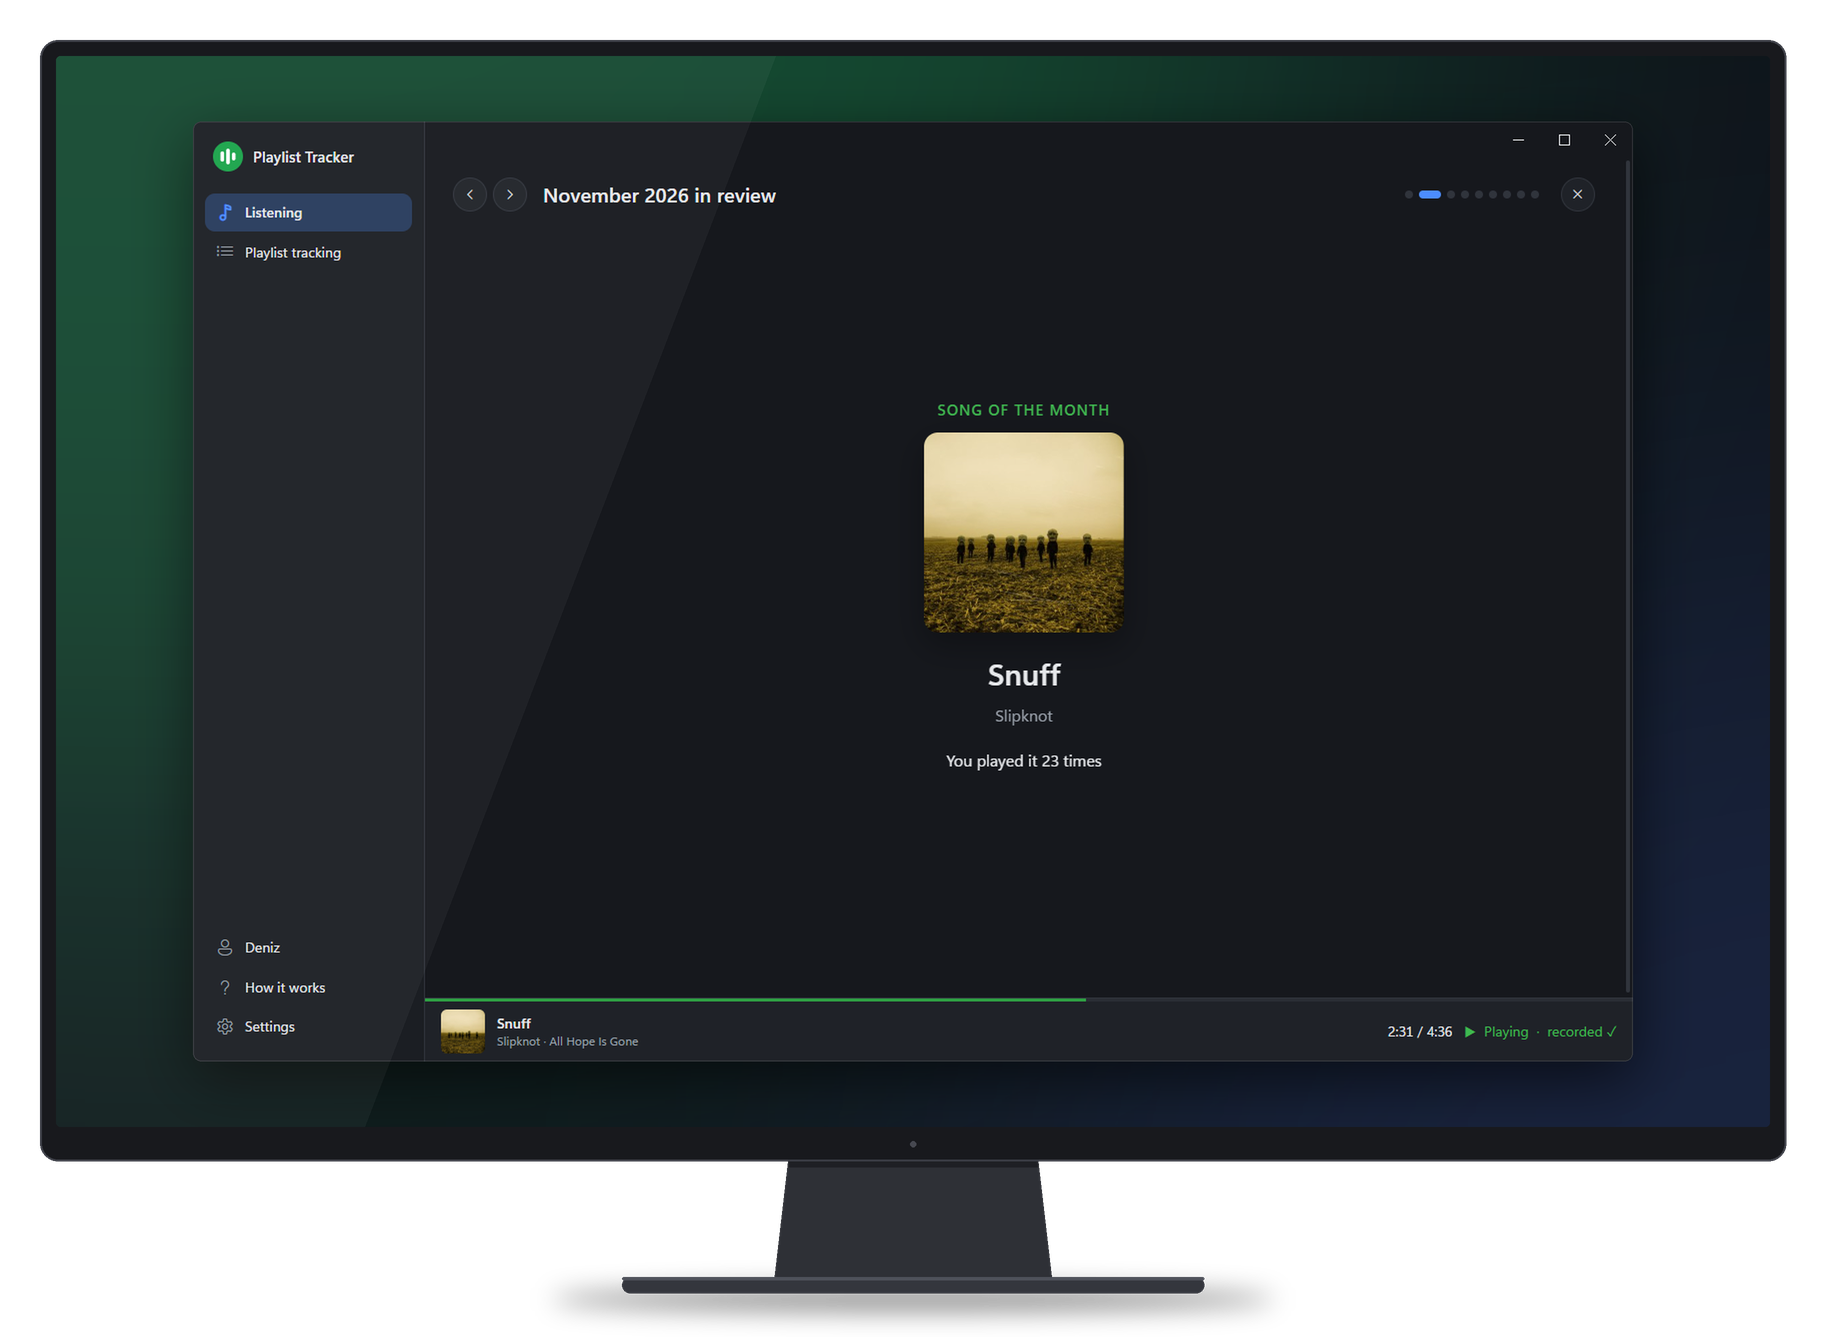 Playlist Tracker
Listening
Playlist tracking
November 2026 in review
SONG OF THE MONTH
Snuff
Slipknot
You played it 23 times
Deniz
How it works
Settings
Snuff
Slipknot · All Hope Is Gone
2:31 / 4:36 ▶ Playing · recorded ✓